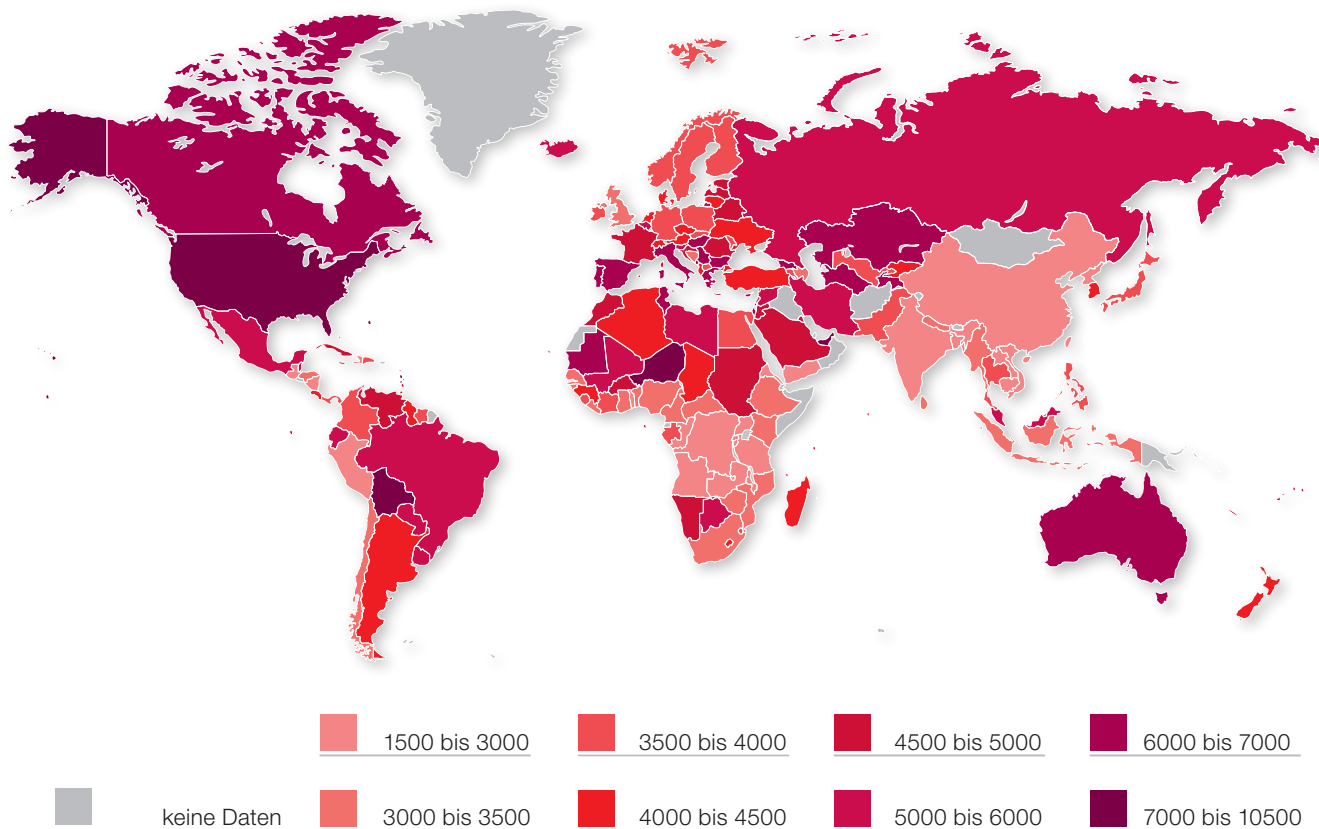 1500 bis 3000
3500 bis 4000
4500 bis 5000
6000 bis 7000
keine Daten
3000 bis 3500
4000 bis 4500
5000 bis 6000
7000 bis 10500